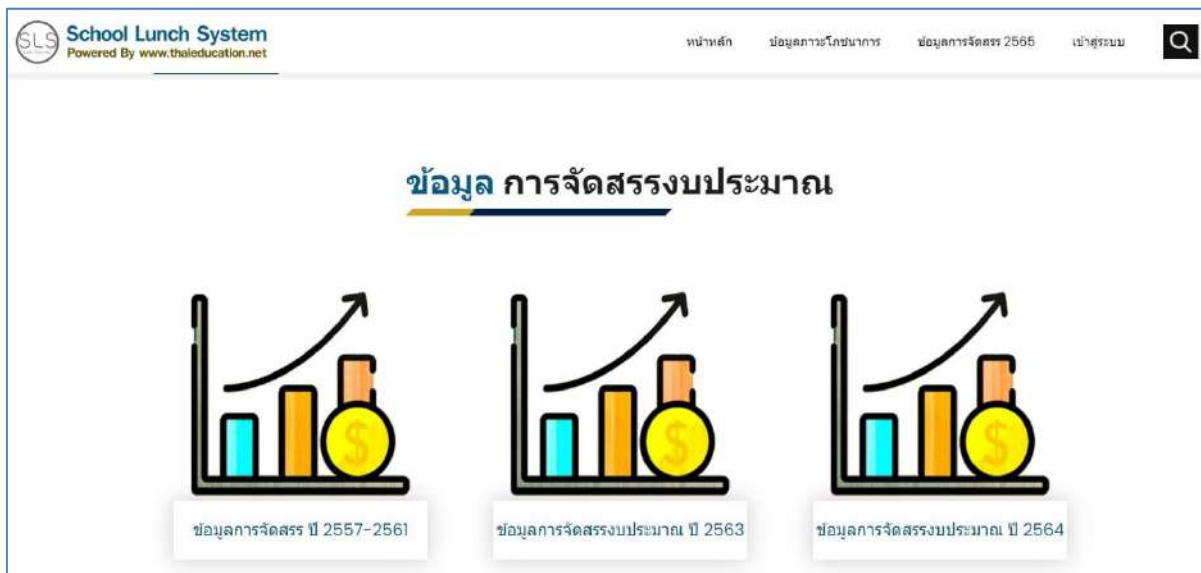 SLS
School Lunch System
Powered By www.thaieducation.net
หน้าหลัก
ข้อมูลภาวะโภชนาการ
ข้อมูลการจัดสรร 2565
เข้าสู่ระบบ
ข้อมูล การจัดสรรงบประมาณ
$ $ $
ข้อมูลการจัดสรร ปี 2557-2561
ข้อมูลการจัดสรรงบประมาณ ปี 2563
ข้อมูลการจัดสรรงบประมาณ ปี 2564